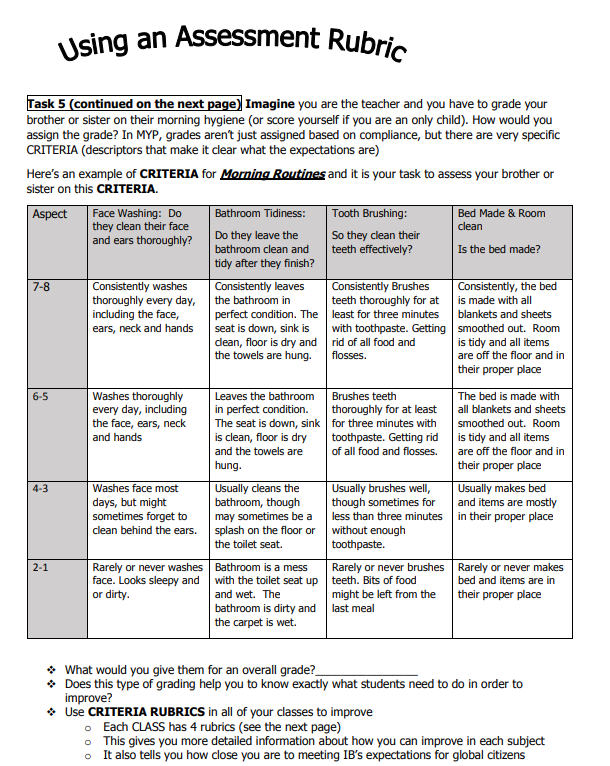 Using an Assessment Rubric
Task 5 (continued on the next page) Imagine you are the teacher and you have to grade your
brother or sister on their morning hygiene (or score yourself if you are an only child). How would you
assign the grade? In MYP, grades aren't just assigned based on compliance, but there are very specific
CRITERIA (descriptors that make it clear what the expectations are)
Here's an example of CRITERIA for Morning Routines and it is your task to assess your brother or
sister on this CRITERIA.
Aspect
Face Washing: Do
they clean their face
and ears thoroughly?
Bathroom Tidiness:
Do they leave the
bathroom clean and
tidy after they finish?
Tooth Brushing:
So they clean their
teeth effectively?
Bed Made & Room
clean
Is the bed made?
7-8
Consistently washes
thoroughly every day,
including the face,
ears, neck and hands
Consistently leaves
the bathroom in
perfect condition. The
seat is down, sink is
clean, floor is dry and
the towels are hung.
Consistently Brushes
teeth thoroughly for at
least for three minutes
with toothpaste. Getting
rid of all food and
flosses.
Consistently, the bed
is made with all
blankets and sheets
smoothed out. Room
is tidy and all items
are off the floor and in
their proper place
6-5
Washes thoroughly
every day, including
the face, ears, neck
and hands
Leaves the bathroom
in perfect condition.
The seat is down, sink
is clean, floor is dry
and the towels are
hung.
Brushes teeth
thoroughly for at least
for three minutes with
toothpaste. Getting rid
of all food and flosses.
The bed is made with
all blankets and sheets
smoothed out. Room
is tidy and all items
are off the floor and in
their proper place
4-3
Washes face most
days, but might
sometimes forget to
clean behind the ears.
Usually cleans the
bathroom, though
may sometimes be a
splash on the floor or
the toilet seat.
Usually brushes well,
though sometimes for
less than three minutes
without enough
toothpaste.
Usually makes bed
and items are mostly
in their proper place
2-1
Rarely or never washes
face. Looks sleepy and
or dirty.
Bathroom is a mess
with the toilet seat up
and wet. The
bathroom is dirty and
the carpet is wet.
Rarely or never brushes
teeth. Bits of food
might be left from the
last meal
Rarely or never makes
bed and items are in
their proper place
❖ What would you give them for an overall grade?________________
❖ Does this type of grading help you to know exactly what students need to do in order to
improve?
❖ Use CRITERIA RUBRICS in all of your classes to improve
o Each CLASS has 4 rubrics (see the next page)
o This gives you more detailed information about how you can improve in each subject
o It also tells you how close you are to meeting IB's expectations for global citizens